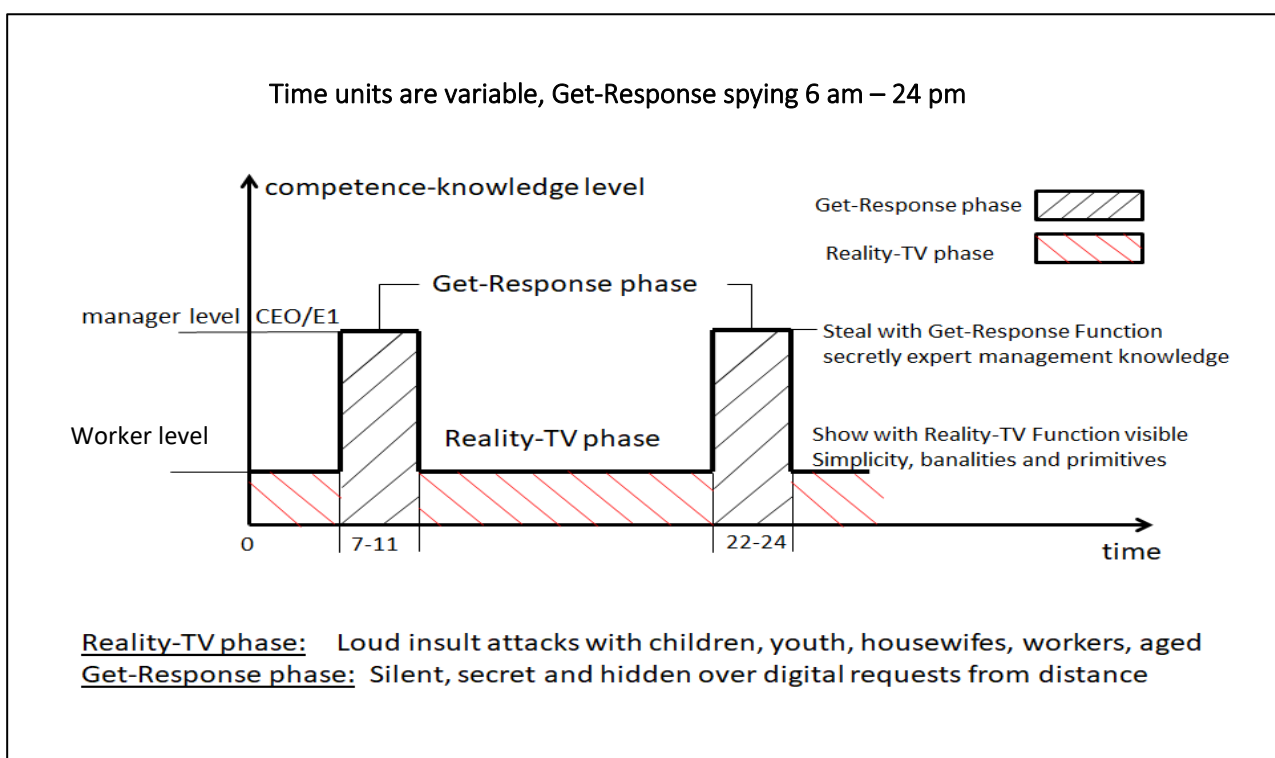 Time units are variable, Get-Response spying 6 am – 24 pm
competence-knowledge level
Get-Response phase
Reality-TV phase
Get-Response phase
manager level CEO/E1
Steal with Get-Response Function
secretly expert management knowledge
Worker level
Reality-TV phase
Show with Reality-TV Function visible
Simplicity, banalities and primitives
0
7-11
22-24
time
Reality-TV phase: Loud insult attacks with children, youth, housewifes, workers, aged
Get-Response phase: Silent, secret and hidden over digital requests from distance